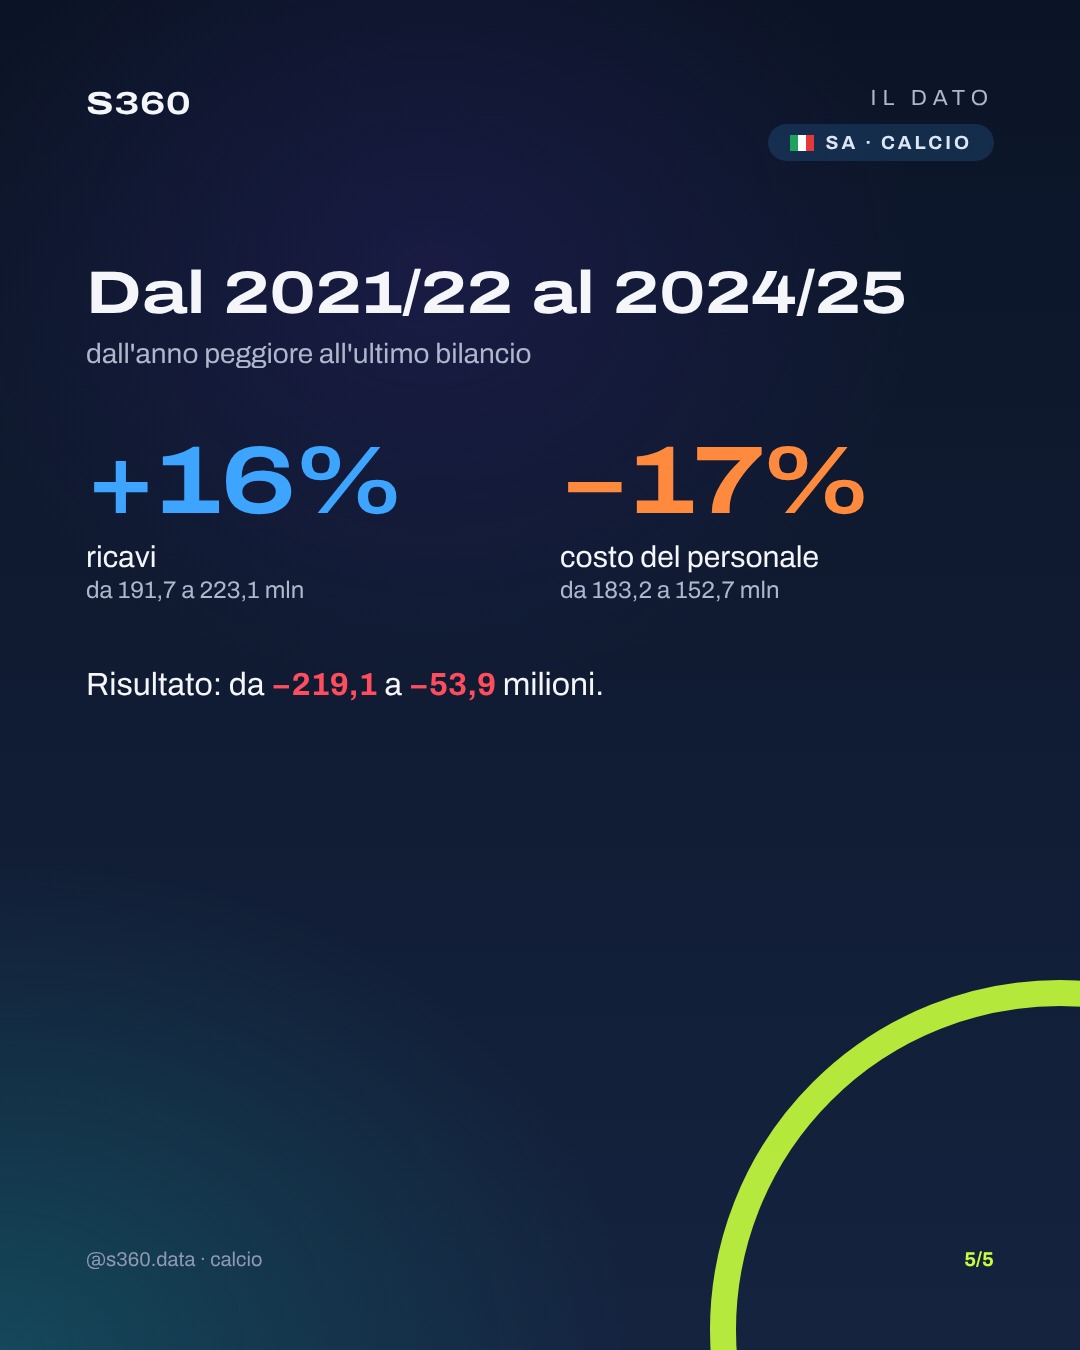 S360
IL DATO
SA · CALCIO
Dal 2021/22 al 2024/25
dall'anno peggiore all'ultimo bilancio
+16%
ricavi
da 191,7 a 223,1 mln
–17%
costo del personale
da 183,2 a 152,7 mln
Risultato: da –219,1 a –53,9 milioni.
@s360.data · calcio
5/5